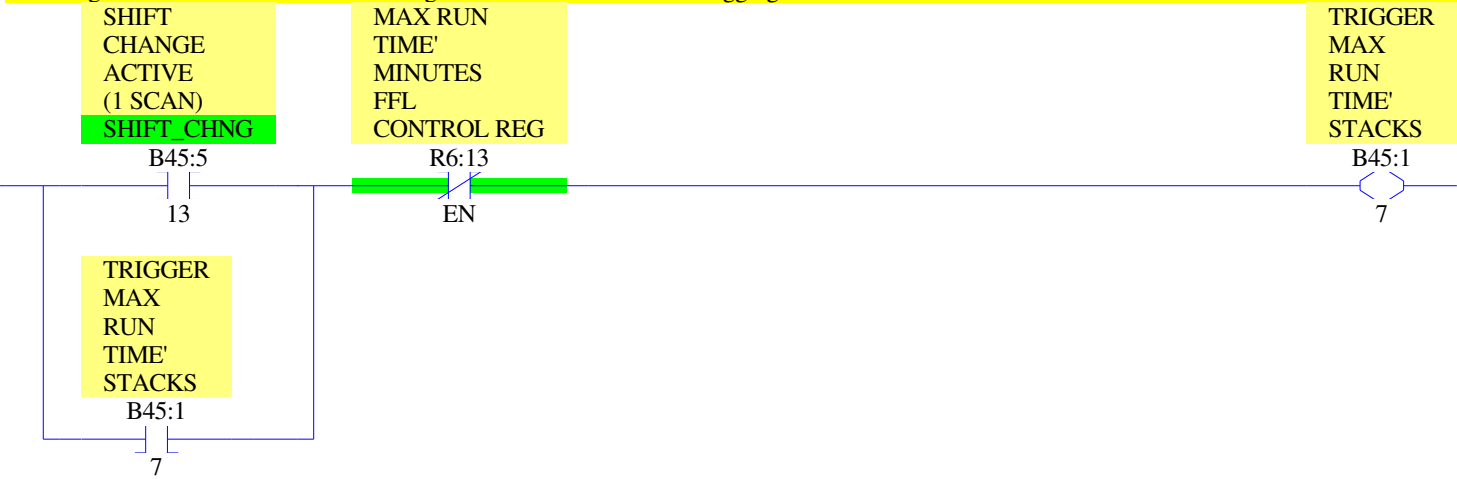 SHIFT
CHANGE
ACTIVE
(1 SCAN)
SHIFT_CHNG
B45:5
13
MAX RUN
TIME'
MINUTES
FFL
CONTROL REG
R6:13
EN
TRIGGER
MAX
RUN
TIME'
STACKS
B45:1
7
TRIGGER
MAX
RUN
TIME'
STACKS
B45:1
7